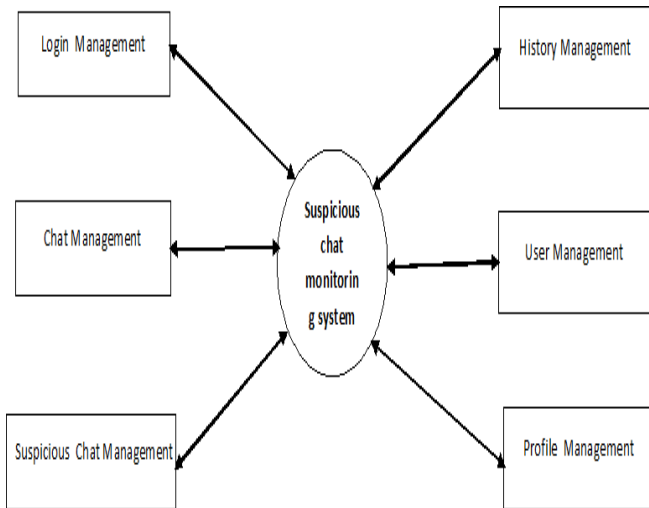 Login Management
History Management
Suspicious
chat
monitorin
g system
Chat Management
User Management
Suspicious Chat Management
Profile Management